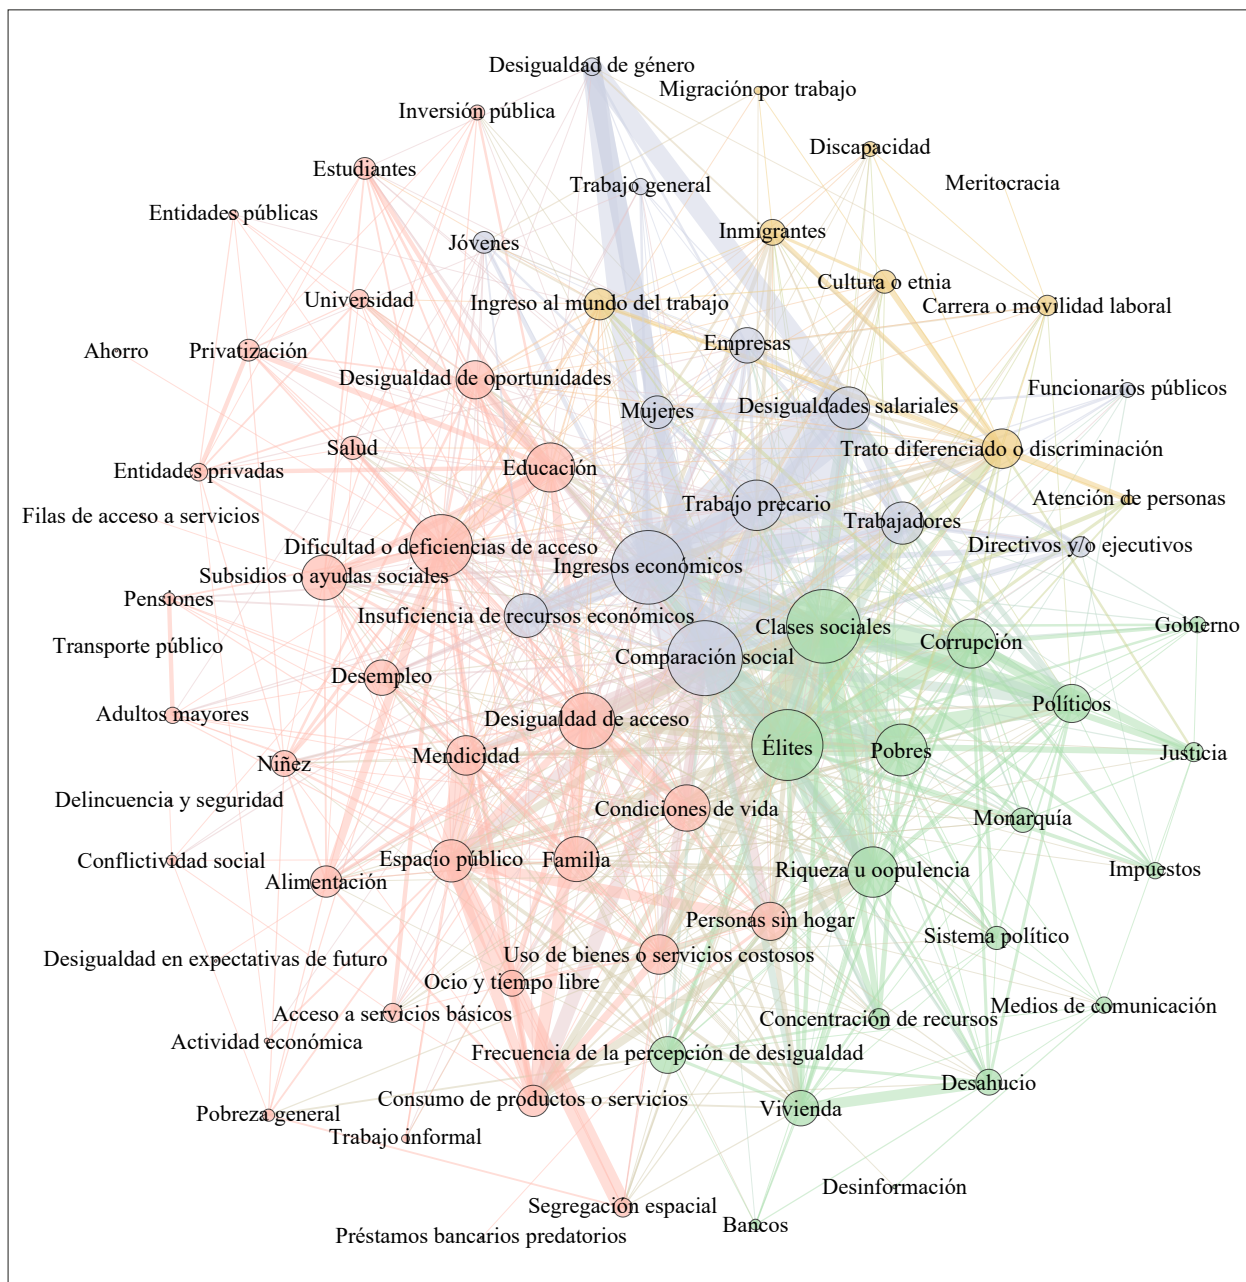 Desigualdad de género
Migración por trabajo
Inversión pública
Discapacidad
Estudiantes
Trabajo general
Meritocracia
Entidades públicas
Inmigrantes
Jóvenes
Cultura o etnia
Universidad
Ingreso al mundo del trabajo
Carrera o movilidad laboral
Empresas
Ahorro
Privatización
Desigualdad de oportunidades
Funcionarios públicos
Mujeres
Desigualdades salariales
Salud
Trato diferenciado o discriminación
Entidades privadas
Educación
Atención de personas
Trabajo precario
Filas de acceso a servicios
Trabajadores
Dificultad o deficiencias de acceso
Directivos y/o ejecutivos
Ingresos económicos
Subsidios o ayudas sociales
Pensiones
Insuficiencia de recursos económicos
Clases sociales
Gobierno
Corrupción
Transporte público
Comparación social
Desempleo
Políticos
Adultos mayores
Desigualdad de acceso
Élites
Pobres
Justicia
Mendicidad
Niñez
Delincuencia y seguridad
Condiciones de vida
Monarquía
Conflictividad social
Espacio público
Familia
Riqueza u oopulencia
Impuestos
Alimentación
Personas sin hogar
Sistema político
Uso de bienes o servicios costosos
Desigualdad en expectativas de futuro
Ocio y tiempo libre
Medios de comunicación
Acceso a servicios básicos
Concentración de recursos
Actividad económica
Frecuencia de la percepción de desigualdad
Desahucio
Consumo de productos o servicios
Vivienda
Pobreza general
Trabajo informal
Desinformación
Segregación espacial
Bancos
Préstamos bancarios predatorios